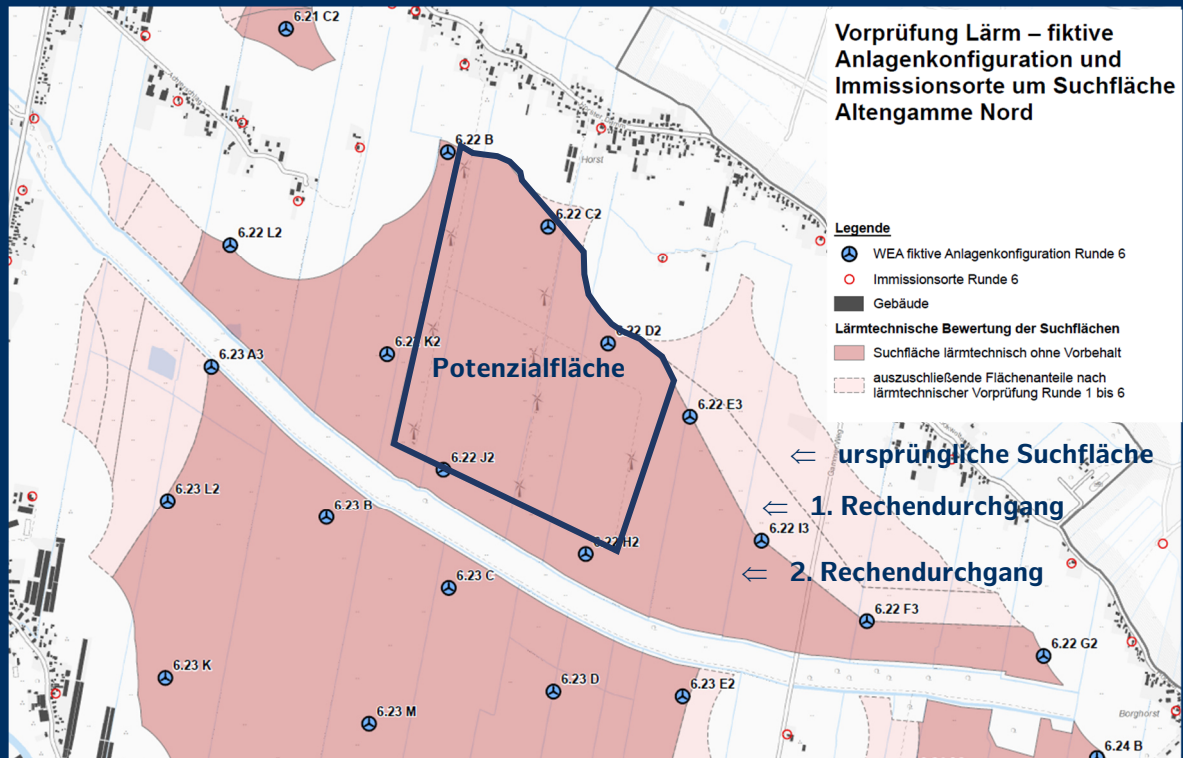 Vorprüfung Lärm – fiktive
Anlagenkonfiguration und
Immissionsorte um Suchfläche
Altengamme Nord
Legende
WEA fiktive Anlagenkonfiguration Runde 6
Immissionsorte Runde 6
Gebäude
Lärmtechnische Bewertung der Suchflächen
Suchfläche lärmtechnisch ohne Vorbehalt
auszuschließende Flächenanteile nach
lärmtechnischer Vorprüfung Runde 1 bis 6
6.21 C2
6.22 B
Horst
6.22 C2
6.22 L2
6.22 D2
6.22 K2
6.23 A3
Potenzialfläche
6.22 E3
⇐ ursprüngliche Suchfläche
6.22 J2
6.23 L2
⇐ 1. Rechendurchgang
6.23 B
6.22 I3
6.22 H2
⇐ 2. Rechendurchgang
6.23 C
6.22 F3
6.22 G2
6.23 K
6.23 D
6.23 E2
6.23 M
Borghorst
6.24 B